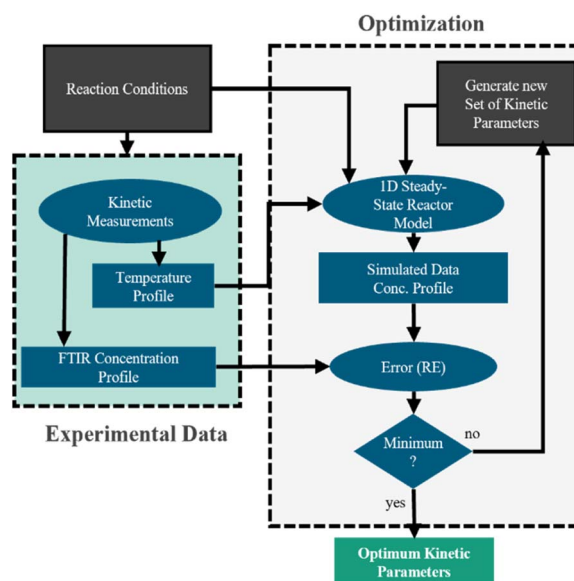 Optimization
Reaction Conditions
Generate new
Set of Kinetic
Parameters
Kinetic
Measurements
1D Steady-
State Reactor
Model
Temperature
Profile
Simulated Data
Conc. Profile
FTIR Concentration
Profile
Error (RE)
Experimental Data
Minimum
?
no
yes
Optimum Kinetic
Parameters